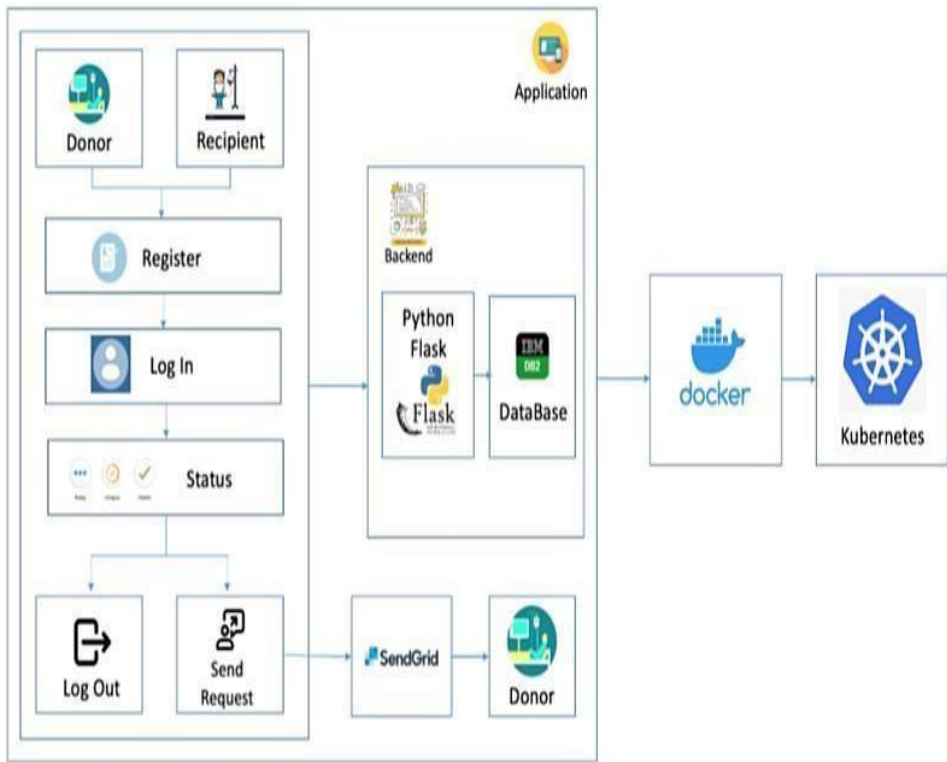 Application
Donor
Recipient
Register
Log In
Status
Log Out
Send
Request
Backend
Python
Flask
Flask
IBM
DB2
DataBase
SendGrid
Donor
docker
Kubernetes